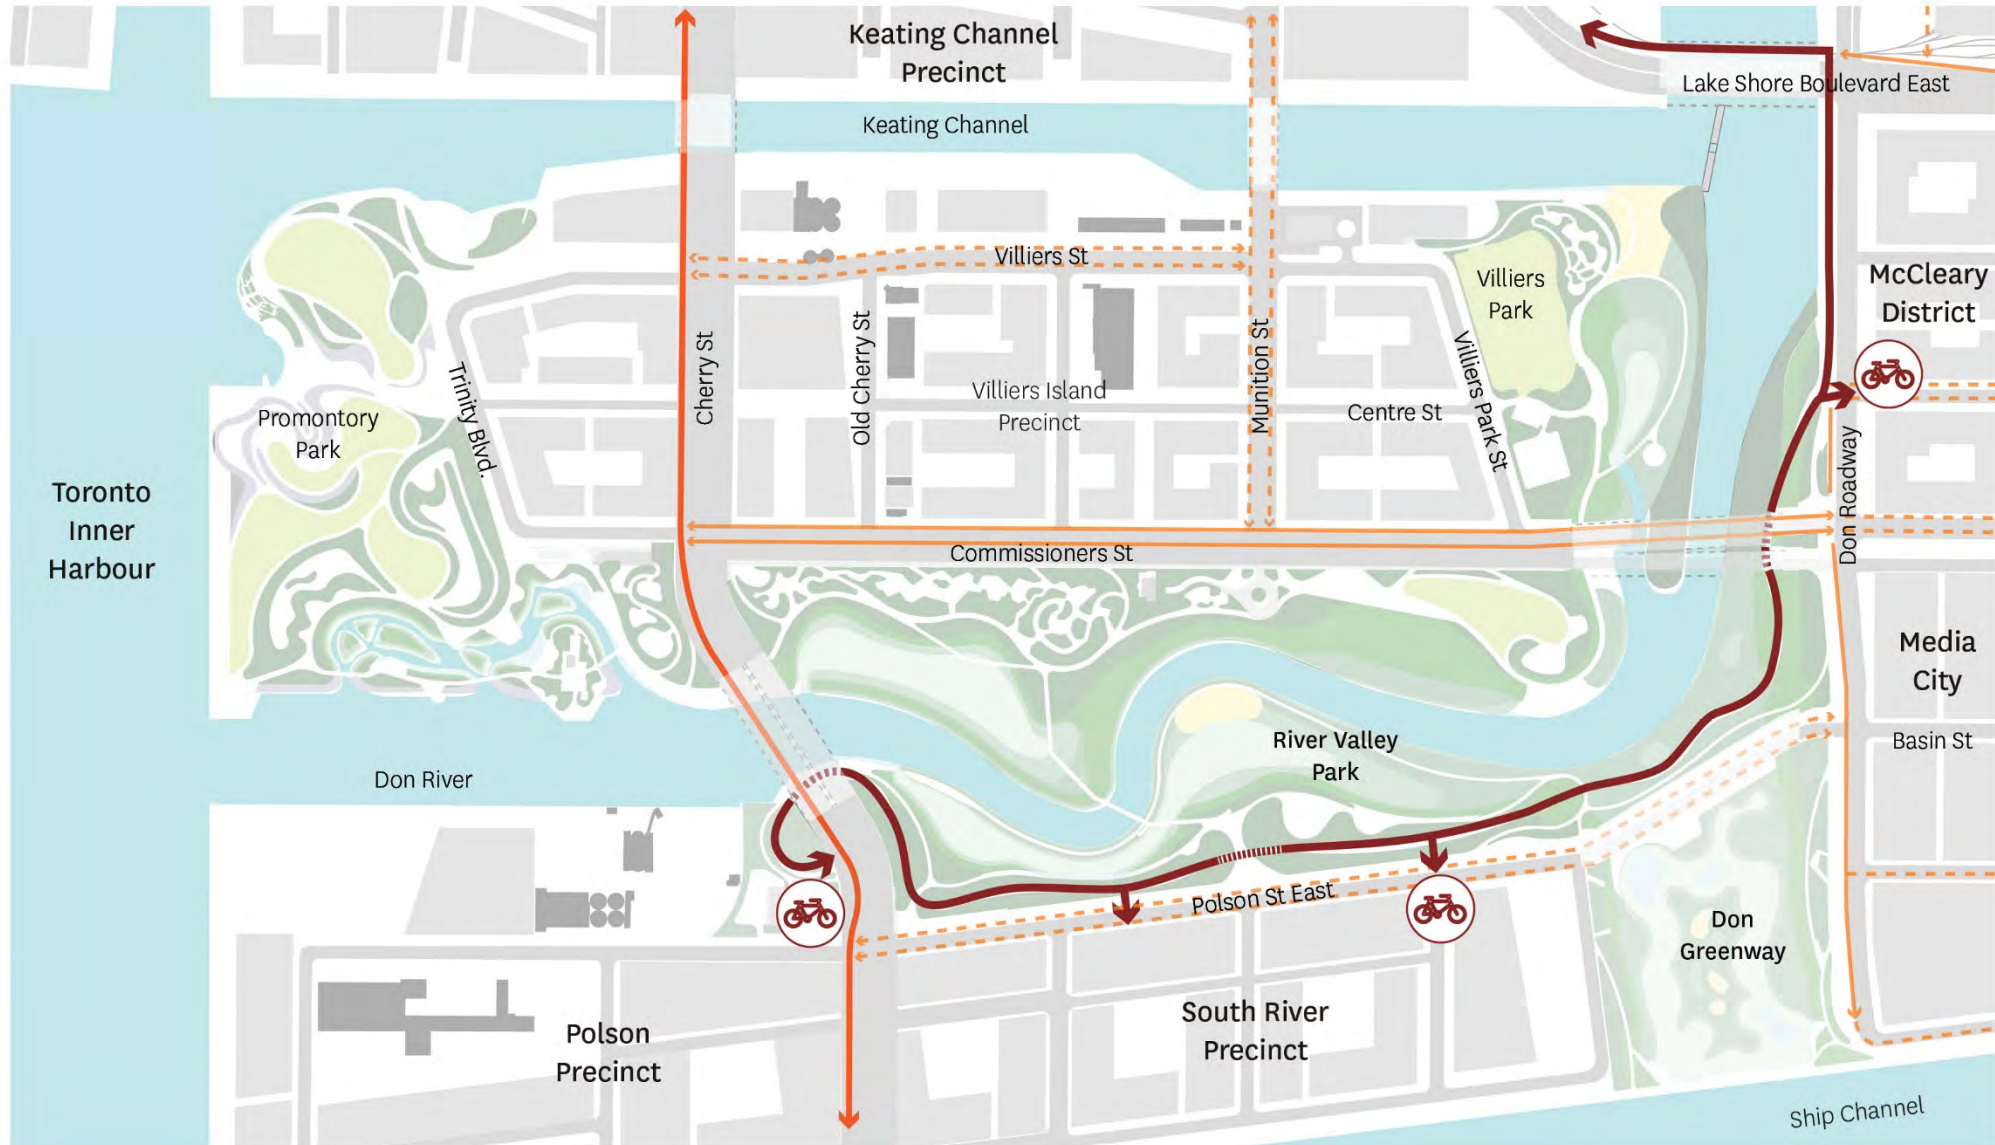 Keating Channel
Precinct
Lake Shore Boulevard East
Keating Channel
McCleary
District
Villiers St
Villiers
Park
Cherry St
Old Cherry St
Munition St
Villiers Park St
Trinity Blvd.
Villiers Island
Precinct
Centre St
Promontory
Park
Don Roadway
Toronto
Inner
Harbour
Commissioners St
Media
City
River Valley
Park
Basin St
Don River
Polson St East
Don
Greenway
South River
Precinct
Polson
Precinct
Ship Channel